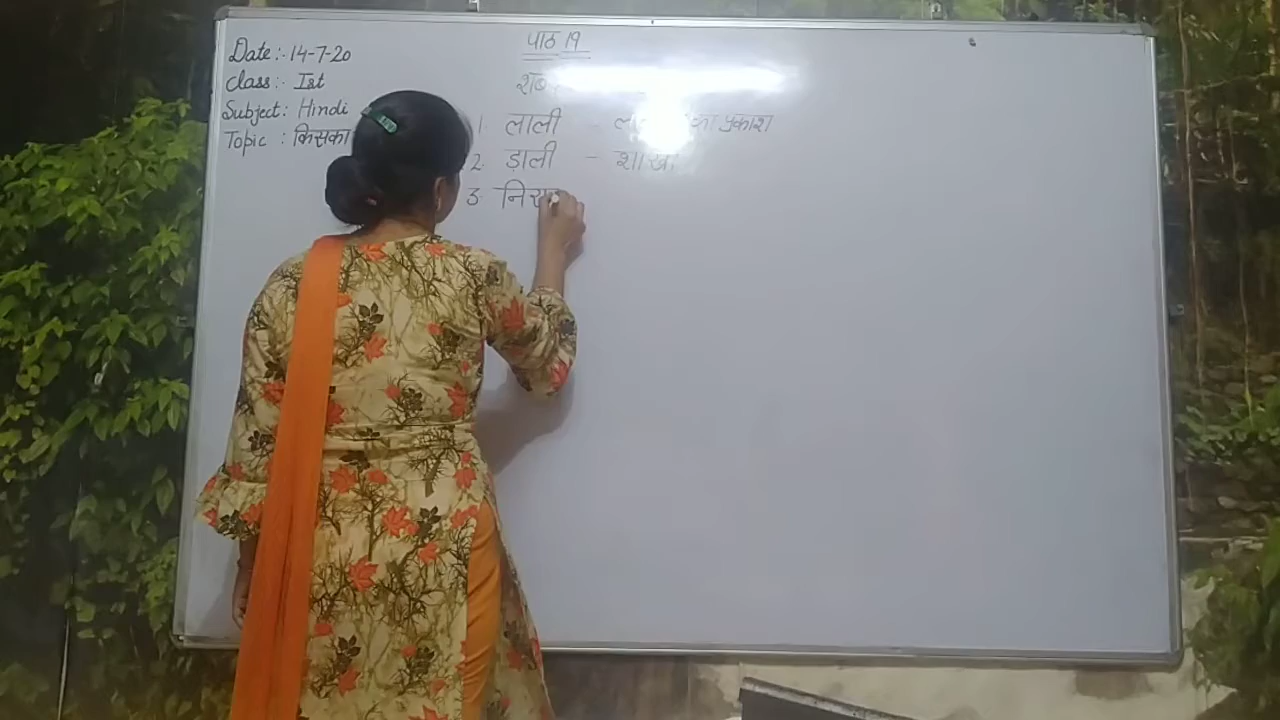 Date:- 14-7-20
Class:- Ist
Subject: Hindi
Topic : किसका
पाठ 19
1. लाली - का प्रकाश
2. ड़ाली - शाखा
3.